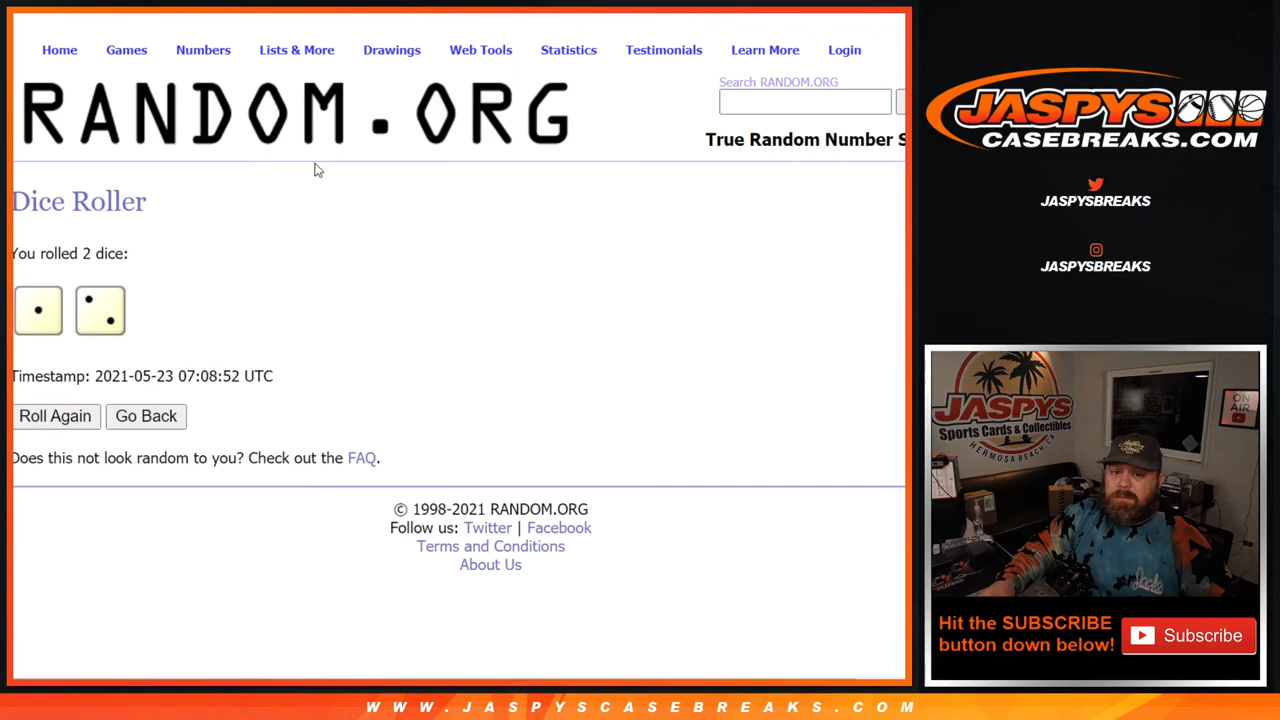 Home Games Numbers Lists & More Drawings Web Tools Statistics Testimonials Learn More Login
RANDOM.ORG
Search RANDOM.ORG
True Random Number S
Dice Roller
You rolled 2 dice:
Timestamp: 2021-05-23 07:08:52 UTC
Roll Again Go Back
Does this not look random to you? Check out the FAQ.
© 1998-2021 RANDOM.ORG
Follow us: Twitter | Facebook
Terms and Conditions
About Us
JASPYS
CASEBREAKS.COM
JASPYSBREAKS
JASPYSBREAKS
JASPYS
Sports Cards & Collectibles
HERMOSA BEACH CA
ON
AIR
Hit the SUBSCRIBE
button down below!
Subscribe
WWW.JASPYSCASEBREAKS.COM